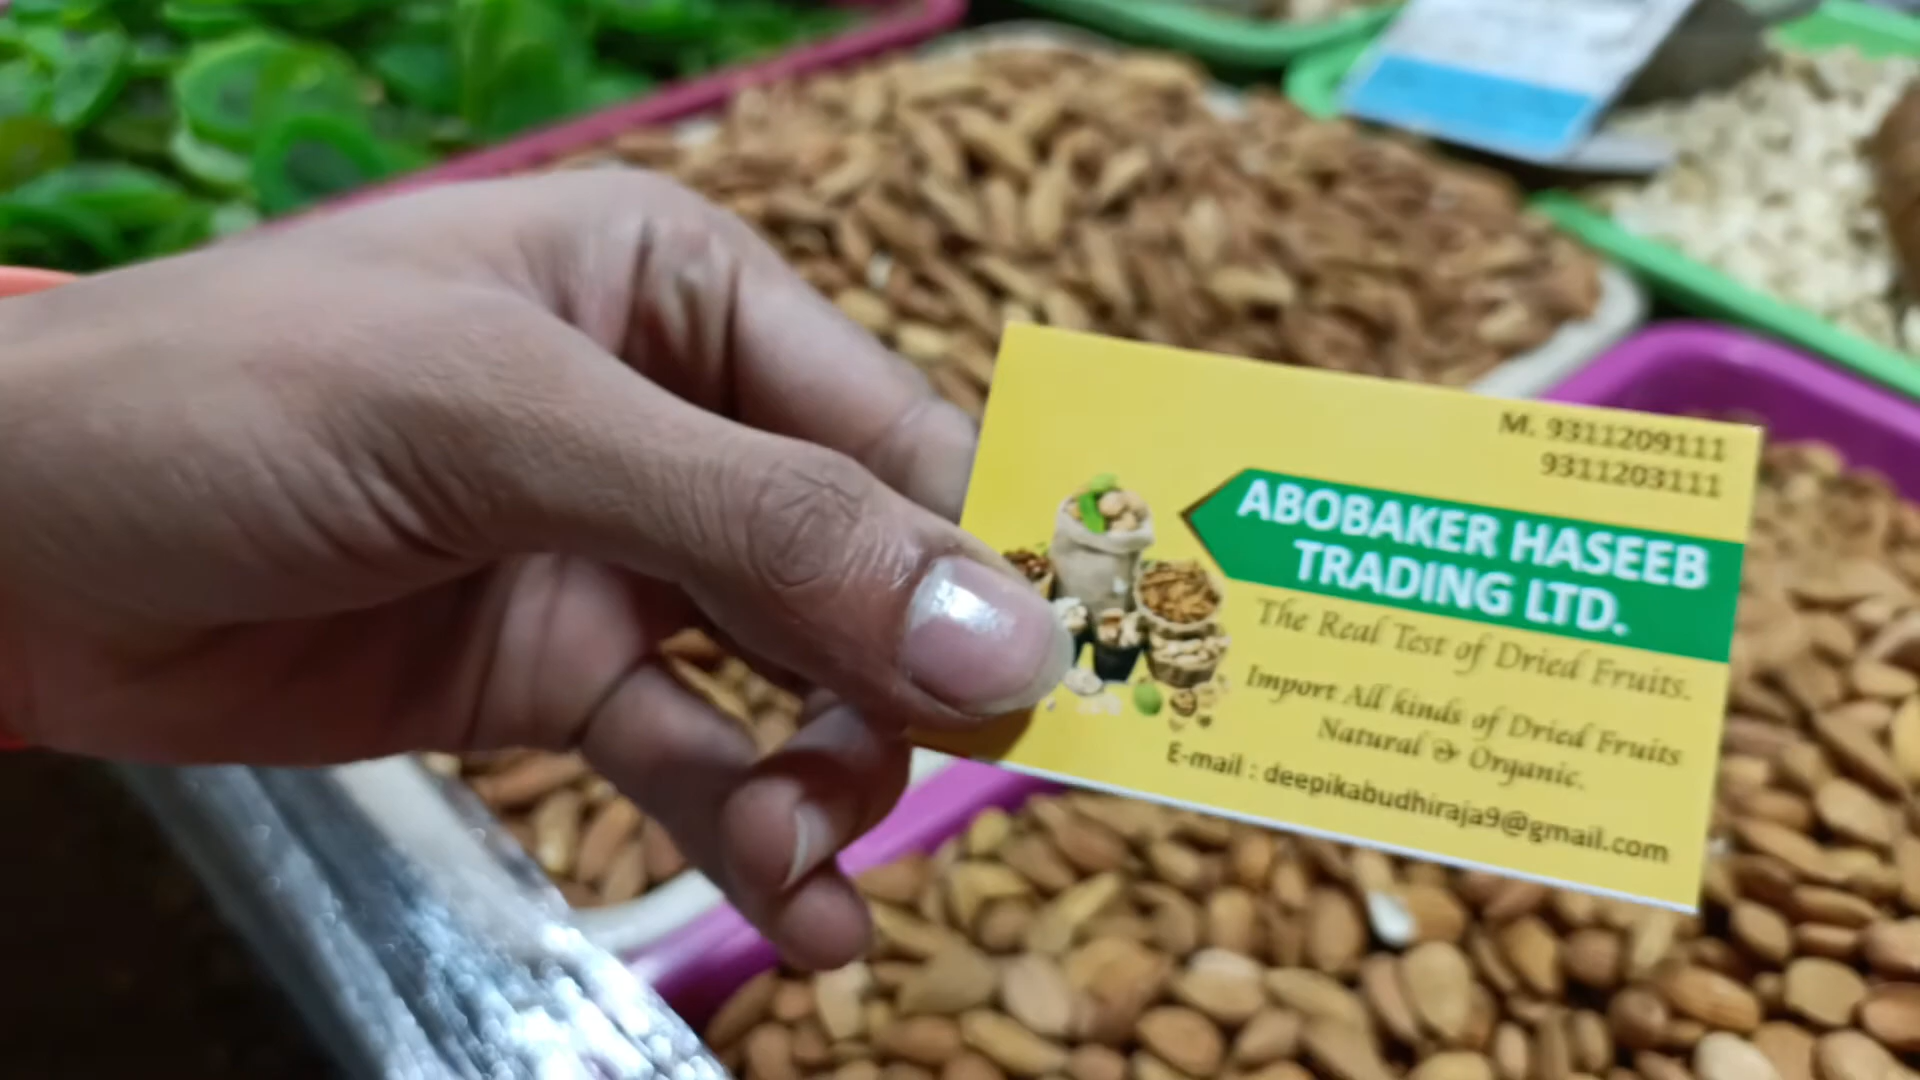 M. 9311209111
9311203111
ABOBAKER HASEEB
TRADING LTD.
The Real Test of Dried Fruits.
Import All kinds of Dried Fruits
Natural & Organic.
E-mail : deepikabudhiraja9@gmail.com